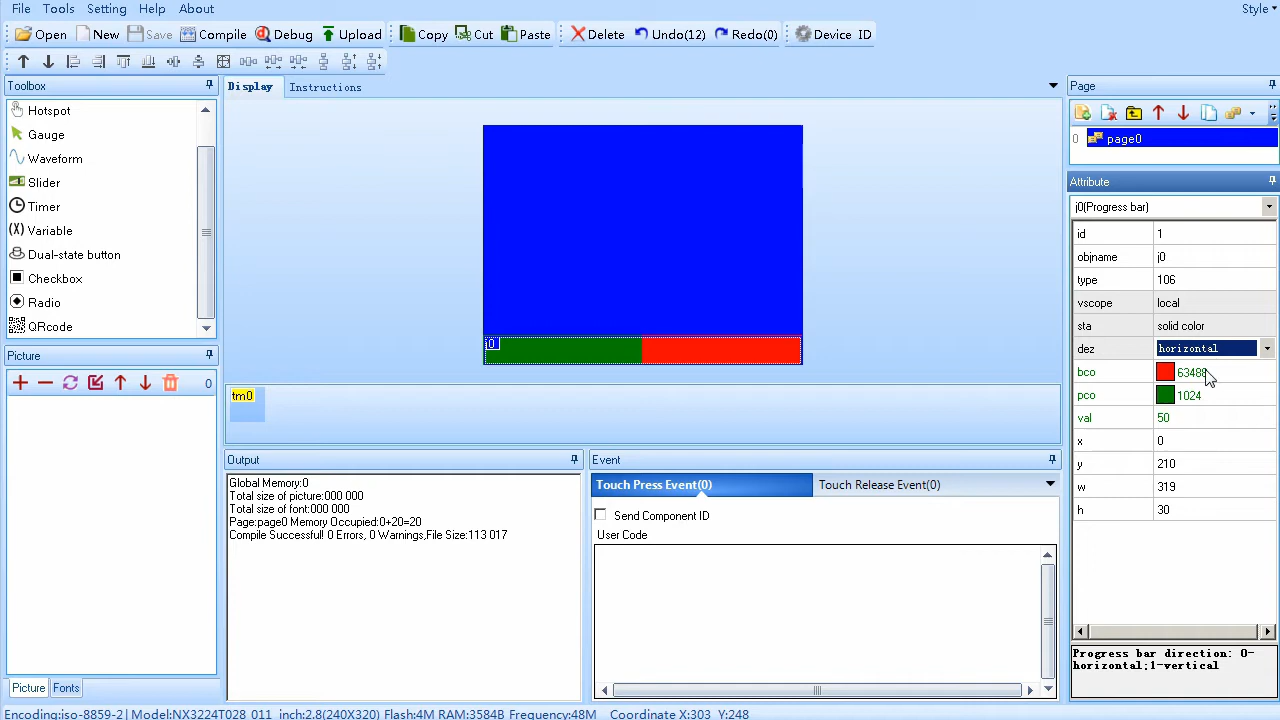 File Tools Setting Help About Style
Open New Save Compile Debug Upload Copy Cut Paste Delete Undo(12) Redo(0) Device ID
Toolbox
Hotspot
Gauge
Waveform
Slider
Timer
(X) Variable
Dual-state button
Checkbox
Radio
QRcode
Picture
0
Picture Fonts
Display Instructions
j0
tm0
Output
Global Memory:0
Total size of picture:000 000
Total size of font:000 000
Page:page0 Memory Occupied:0+20=20
Compile Successful! 0 Errors, 0 Warnings,File Size:113 017
Event
Touch Press Event(0) Touch Release Event(0)
Send Component ID
User Code
Page
0 page0
Attribute
j0(Progress bar)
id 1
objname j0
type 106
vscope local
sta solid color
dez horizontal
bco 63488
pco 1024
val 50
x 0
y 210
w 319
h 30
Progress bar direction: 0-
horizontal;1-vertical
Encoding:iso-8859-2| Model:NX3224T028_011 inch:2.8(240X320) Flash:4M RAM:3584B Frequency:48M Coordinate X:303 Y:248